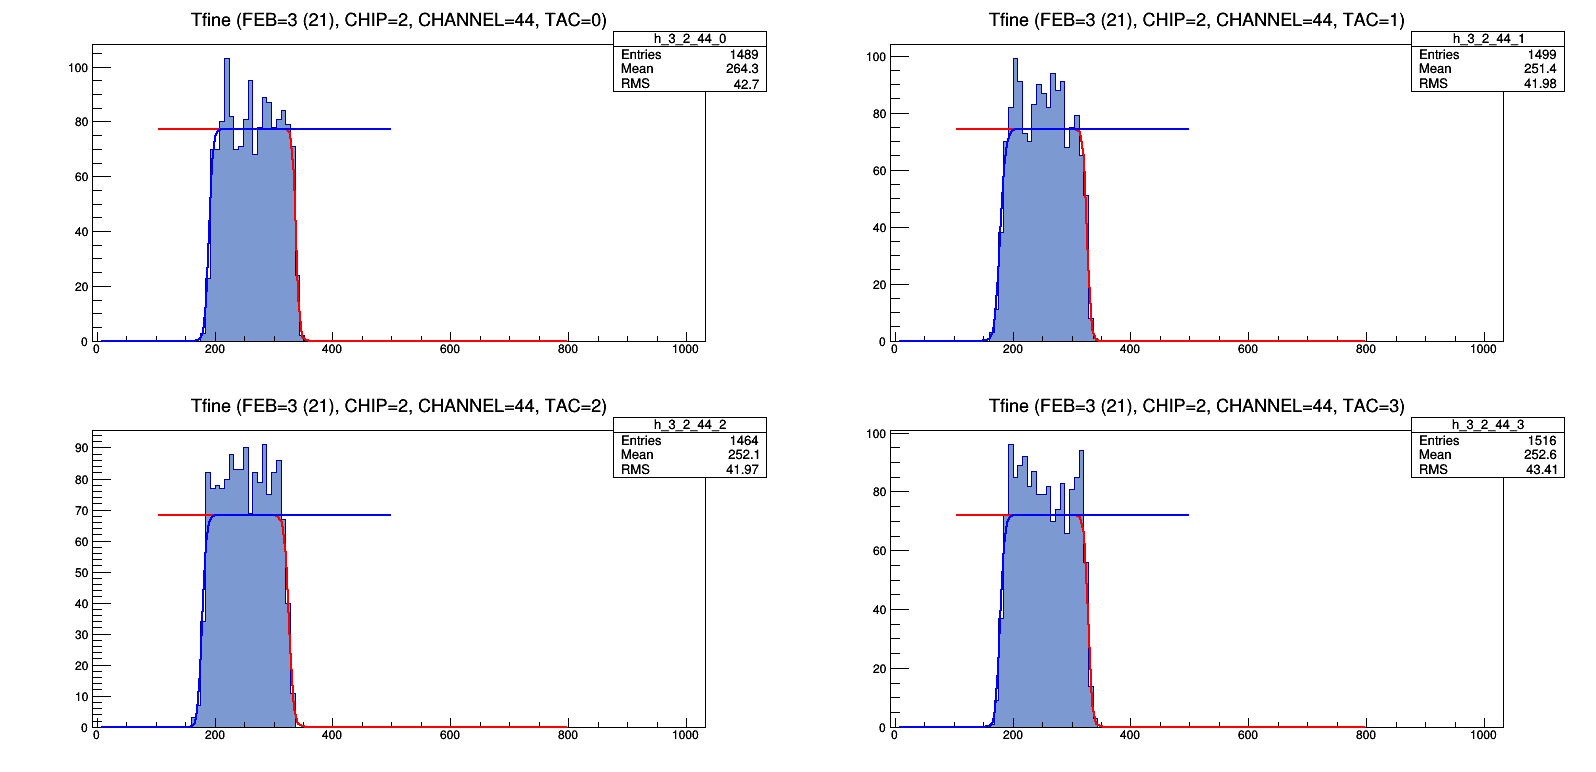 Tfine (FEB=3 (21), CHIP=2, CHANNEL=44, TAC=0)
h_3_2_44_0
Entries 1489
Mean 264.3
RMS 42.7
100
80
60
40
20
0
0 200 400 600 800 1000
Tfine (FEB=3 (21), CHIP=2, CHANNEL=44, TAC=1)
h_3_2_44_1
Entries 1499
Mean 251.4
RMS 41.98
100
80
60
40
20
0
0 200 400 600 800 1000
Tfine (FEB=3 (21), CHIP=2, CHANNEL=44, TAC=2)
h_3_2_44_2
Entries 1464
Mean 252.1
RMS 41.97
90
80
70
60
50
40
30
20
10
0
0 200 400 600 800 1000
Tfine (FEB=3 (21), CHIP=2, CHANNEL=44, TAC=3)
h_3_2_44_3
Entries 1516
Mean 252.6
RMS 43.41
100
80
60
40
20
0
0 200 400 600 800 1000